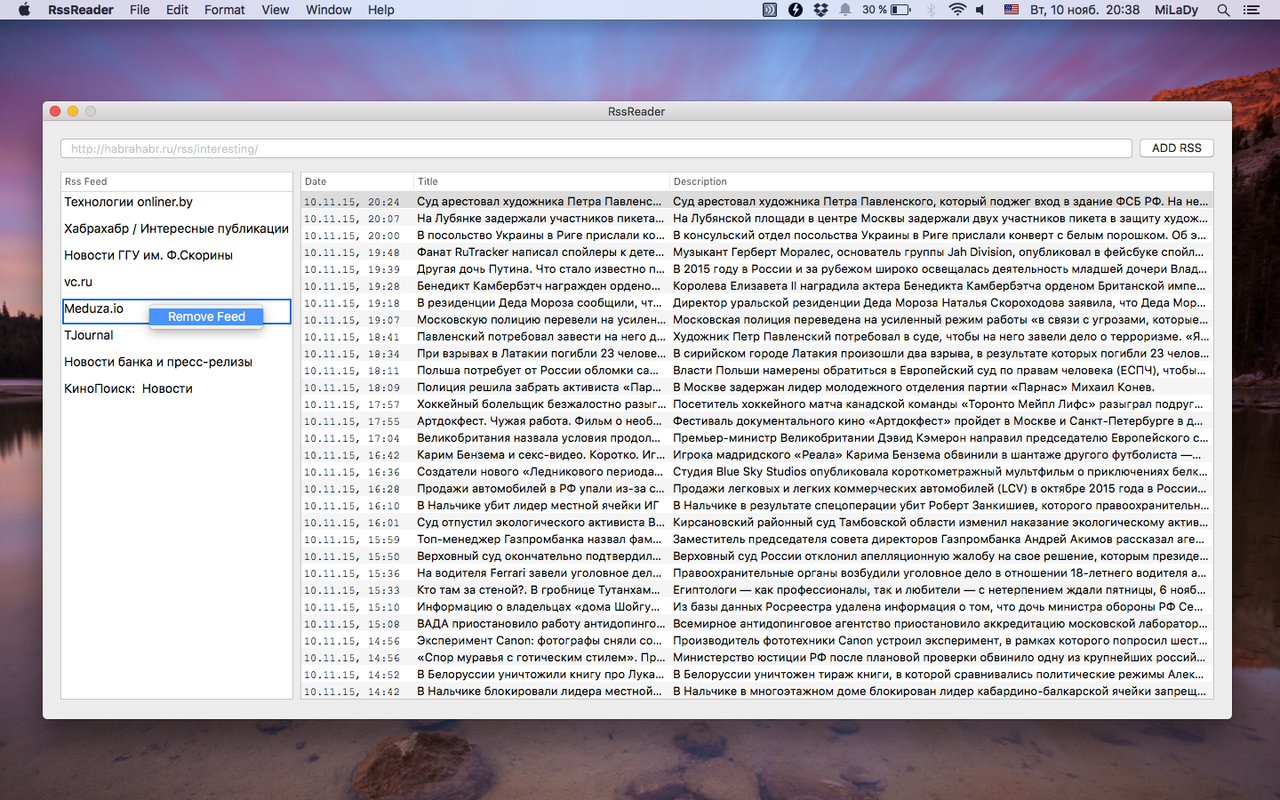 RssReader File Edit Format View Window Help 30 % Вт, 10 нояб. 20:38 MiLaDy
RssReader
http://habrahabr.ru/rss/interesting/ ADD RSS
Rss Feed
Технологии onliner.by
Хабрахабр / Интересные публикации
Новости ГГУ им. Ф.Скорины
vc.ru
Meduza.io
Remove Feed
TJournal
Новости банка и пресс-релизы
КиноПоиск: Новости
Date Title Description
10.11.15, 20:24 Суд арестовал художника Петра Павленс... Суд арестовал художника Петра Павленского, который поджег вход в здание ФСБ РФ. На не...
10.11.15, 20:07 На Лубянке задержали участников пикета... На Лубянской площади в центре Москвы задержали двух участников пикета в защиту худож...
10.11.15, 20:00 В посольство Украины в Риге прислали ко... В консульский отдел посольства Украины в Риге прислали конверт с белым порошком. Об э...
10.11.15, 19:48 Фанат RuTracker написал спойлеры к дете... Музыкант Герберт Моралес, основатель группы Jah Division, опубликовал в фейсбуке спойл...
10.11.15, 19:39 Другая дочь Путина. Что стало известно п... В 2015 году в России и за рубежом широко освещалась деятельность младшей дочери Влад...
10.11.15, 19:28 Бенедикт Камбербэтч награжден ордено... Королева Елизавета II наградила актера Бенедикта Камбербэтча орденом Британской импе...
10.11.15, 19:18 В резиденции Деда Мороза сообщили, чт... Директор уральской резиденции Деда Мороза Наталья Скороходова заявила, что Дед Мор...
10.11.15, 19:07 Московскую полицию перевели на усилен... Московская полиция переведена на усиленный режим работы «в связи с угрозами, которые...
10.11.15, 18:41 Павленский потребовал завести на него д... Художник Петр Павленский потребовал в суде, чтобы на него завели дело о терроризме. «Я...
10.11.15, 18:34 При взрывах в Латакии погибли 23 челове... В сирийском городе Латакия произошли два взрыва, в результате которых погибли 23 челов...
10.11.15, 18:11 Польша потребует от России обломки са... Власти Польши намерены обратиться в Европейский суд по правам человека (ЕСПЧ), чтобы...
10.11.15, 18:09 Полиция решила забрать активиста «Пар... В Москве задержан лидер молодежного отделения партии «Парнас» Михаил Конев.
10.11.15, 17:57 Хоккейный болельщик безжалостно разыг... Посетитель хоккейного матча канадской команды «Торонто Мейпл Лифс» разыграл подруг...
10.11.15, 17:55 Артдокфест. Чужая работа. Фильм о необ... Фестиваль документального кино «Артдокфест» пройдет в Москве и Санкт-Петербурге в д...
10.11.15, 17:04 Великобритания назвала условия продол... Премьер-министр Великобритании Дэвид Кэмерон направил председателю Европейского с...
10.11.15, 16:42 Карим Бензема и секс-видео. Коротко. Иг... Игрока мадридского «Реала» Карима Бензема обвинили в шантаже другого футболиста —...
10.11.15, 16:36 Создатели нового «Ледникового периода... Студия Blue Sky Studios опубликовала короткометражный мультфильм о приключениях белк...
10.11.15, 16:28 Продажи автомобилей в РФ упали из-за с... Продажи легковых и легких коммерческих автомобилей (LCV) в октябре 2015 года в России...
10.11.15, 16:10 В Нальчике убит лидер местной ячейки ИГ В Нальчике в результате спецоперации убит Роберт Занкишиев, которого правоохранительн...
10.11.15, 16:01 Суд отпустил экологического активиста В... Кирсановский районный суд Тамбовской области изменил наказание экологическому актив...
10.11.15, 15:59 Топ-менеджер Газпромбанка назвал фам... Заместитель председателя совета директоров Газпромбанка Андрей Акимов рассказал аге...
10.11.15, 15:50 Верховный суд окончательно подтвердил... Верховный суд России отклонил апелляционную жалобу на свое решение, которым президе...
10.11.15, 15:36 На водителя Ferrari завели уголовное дел... Правоохранительные органы возбудили уголовное дело в отношении 18-летнего водителя а...
10.11.15, 15:33 Кто там за стеной?. В гробнице Тутанхам... Египтологи — как профессионалы, так и любители — с нетерпением ждали пятницы, 6 нояб...
10.11.15, 15:10 Информацию о владельцах «дома Шойгу... Из базы данных Росреестра удалена информация о том, что дочь министра обороны РФ Се...
10.11.15, 15:08 ВАДА приостановило работу антидопинго... Всемирное антидопинговое агентство приостановило аккредитацию московской лаборатор...
10.11.15, 14:56 Эксперимент Canon: фотографы сняли со... Производитель фототехники Canon устроил эксперимент, в рамках которого попросил шест...
10.11.15, 14:56 «Спор муравья с готическим стилем». Пр... Министерство юстиции РФ после плановой проверки обвинило одну из крупнейших россий...
10.11.15, 14:52 В Белоруссии уничтожили книгу про Лука... В Белоруссии уничтожен тираж книги, в которой сравнивались политические режимы Алек...
10.11.15, 14:42 В Нальчике блокировали лидера местной... В Нальчике в многоэтажном доме блокирован лидер кабардино-балкарской ячейки запрещ...